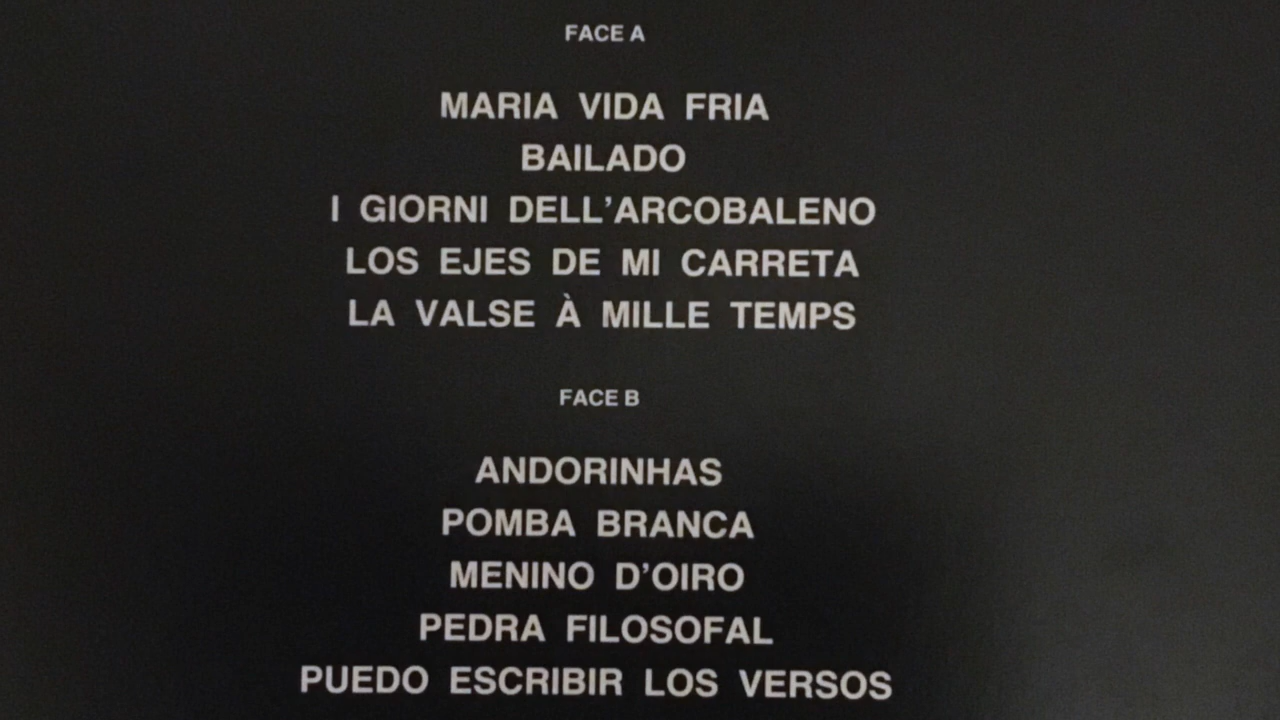 FACE A
MARIA VIDA FRIA
BAILADO
I GIORNI DELL'ARCOBALENO
LOS EJES DE MI CARRETA
LA VALSE À MILLE TEMPS
FACE B
ANDORINHAS
POMBA BRANCA
MENINO D'OIRO
PEDRA FILOSOFAL
PUEDO ESCRIBIR LOS VERSOS